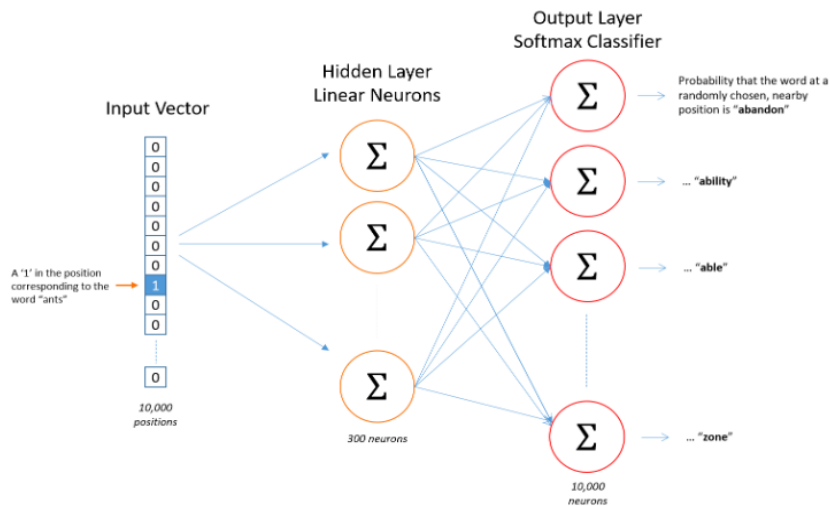 Output Layer
Softmax Classifier
Hidden Layer
Linear Neurons
Input Vector
0
0
0
0
0
0
0
1
0
0
0
A ‘1’ in the position
corresponding to the
word “ants”
10,000
positions
Σ
Σ
Σ
300 neurons
Σ
Σ
Σ
Σ
10,000
neurons
Probability that the word at a
randomly chosen, nearby
position is “abandon”
... “ability”
... “able”
... “zone”